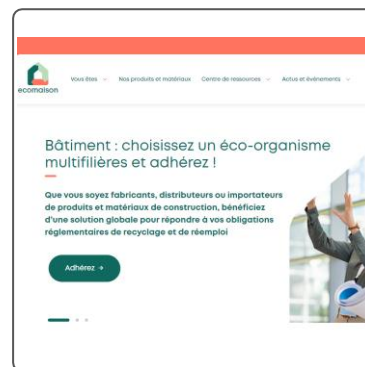 ecomaison
Vous êtes
Nos produits et matériaux
Centre de ressources
Actus et événements
Bâtiment : choisissez un éco-organisme
multifilières et adhérez !
Que vous soyez fabricants, distributeurs ou importateurs
de produits et matériaux de construction, bénéficiez
d'une solution globale pour répondre à vos obligations
réglementaires de recyclage et de réemploi
Adhérez →